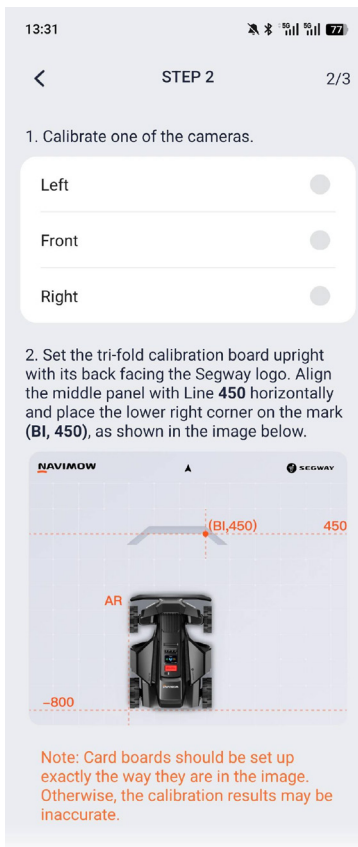 13:31
5G 5G 77
STEP 2
2/3
1. Calibrate one of the cameras.
Left
Front
Right
2. Set the tri-fold calibration board upright
with its back facing the Segway logo. Align
the middle panel with Line 450 horizontally
and place the lower right corner on the mark
(BI, 450), as shown in the image below.
NAVIMOW
SEGWAY
(BI,450)
450
AR
-800
Note: Card boards should be set up
exactly the way they are in the image.
Otherwise, the calibration results may be
inaccurate.